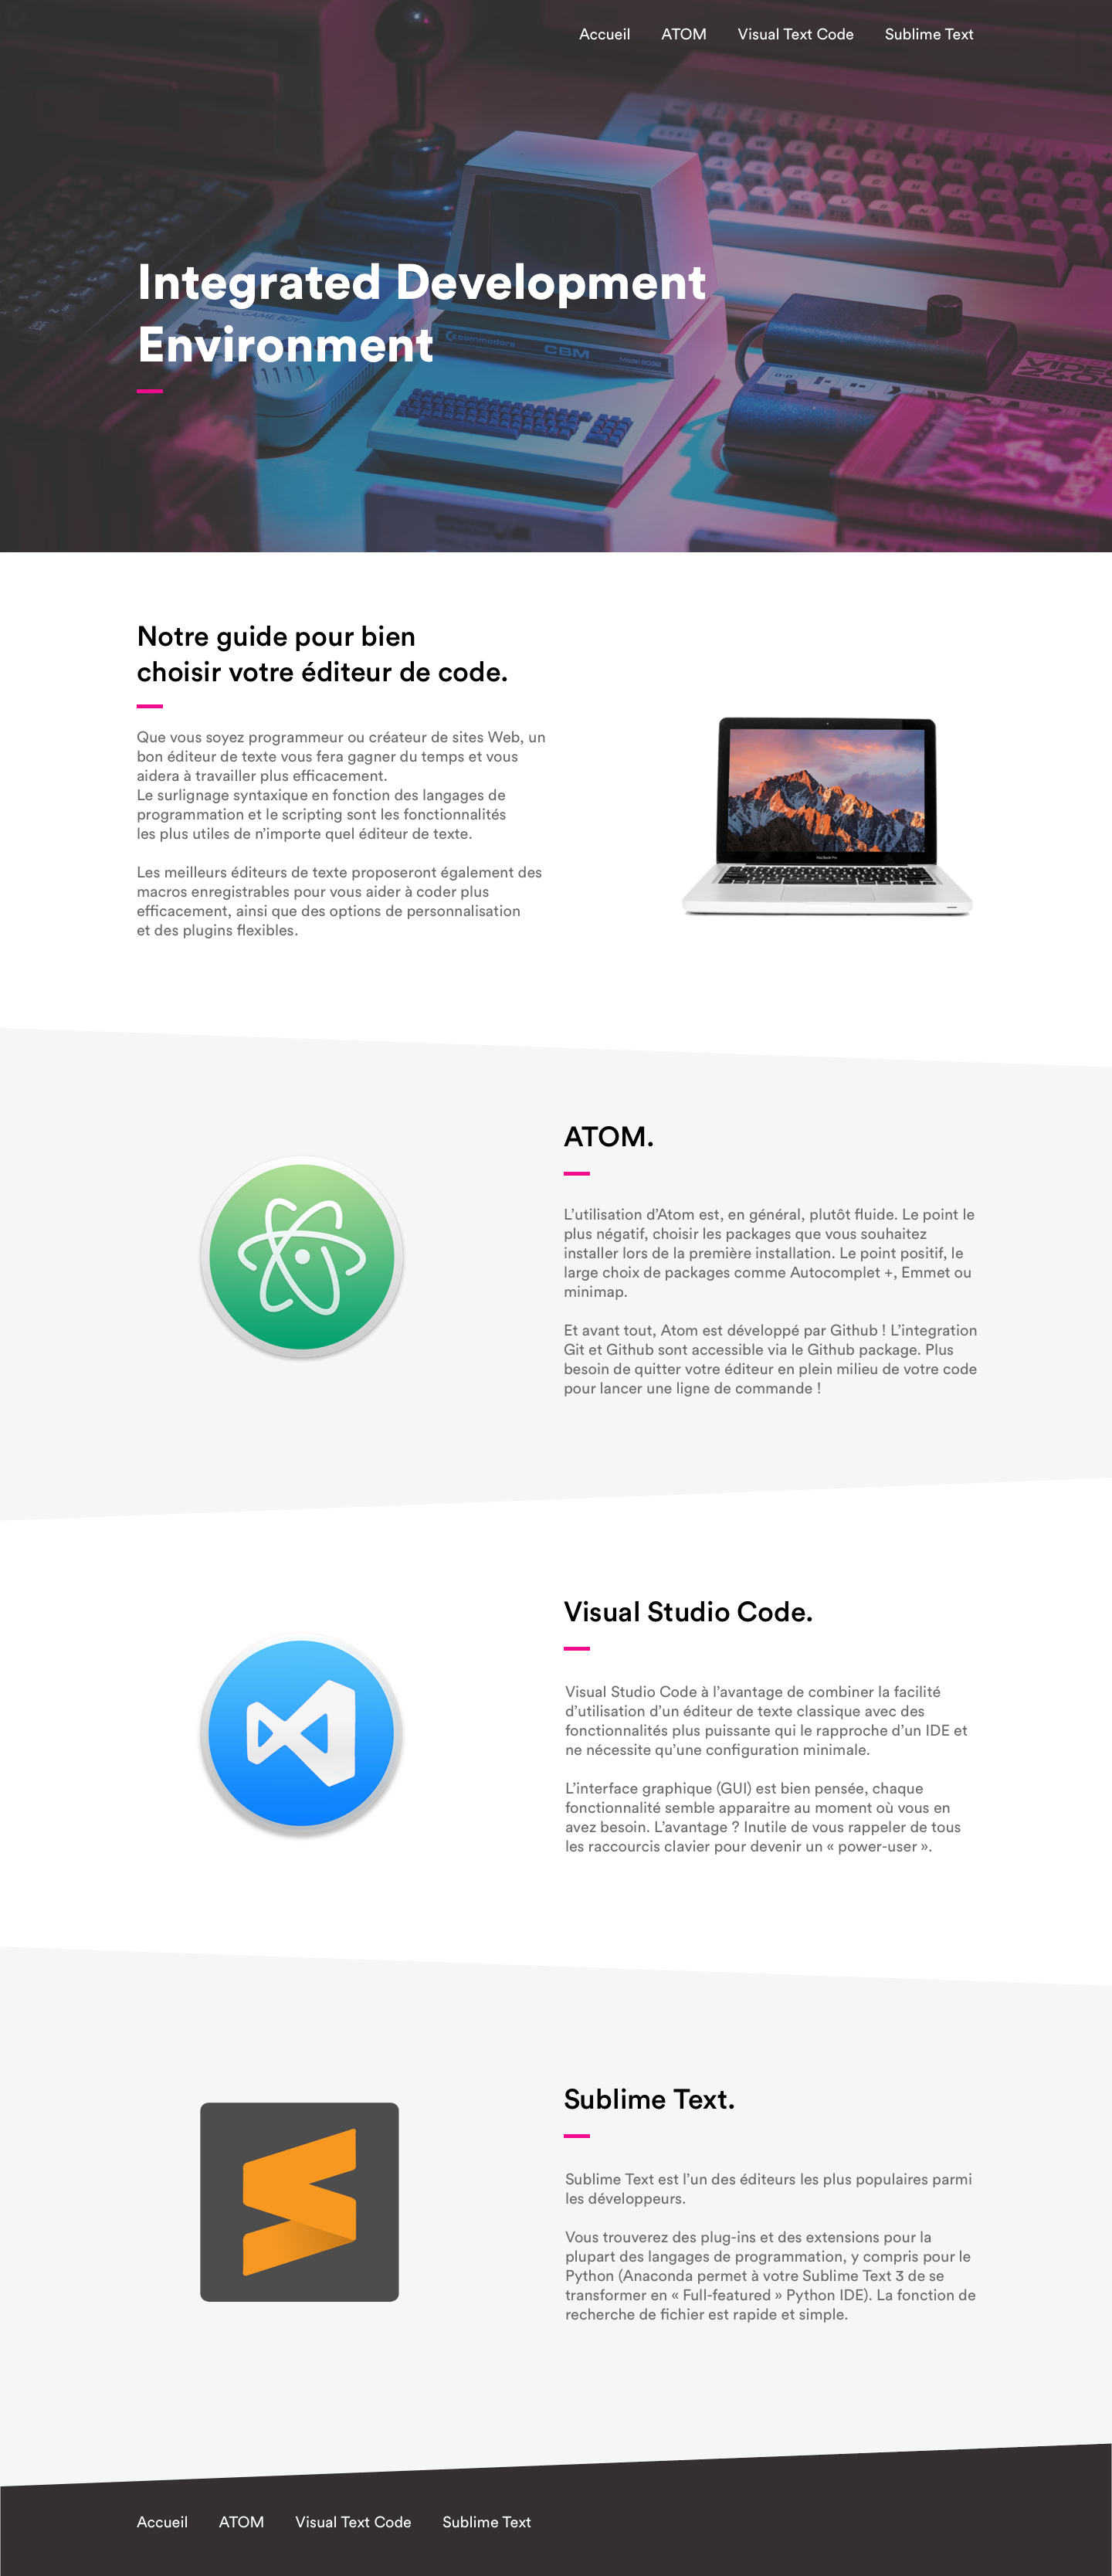 Accueil ATOM Visual Text Code Sublime Text
Integrated Development
Environment
GAME BOY
commodore
CBM
Notre guide pour bien
choisir votre éditeur de code.
Que vous soyez programmeur ou créateur de sites Web, un
bon éditeur de texte vous fera gagner du temps et vous
aidera à travailler plus efficacement.
Le surlignage syntaxique en fonction des langages de
programmation et le scripting sont les fonctionnalités
les plus utiles de n’importe quel éditeur de texte.
Les meilleurs éditeurs de texte proposeront également des
macros enregistrables pour vous aider à coder plus
efficacement, ainsi que des options de personnalisation
et des plugins flexibles.
MacBook Pro
ATOM.
L’utilisation d’Atom est, en général, plutôt fluide. Le point le
plus négatif, choisir les packages que vous souhaitez
installer lors de la première installation. Le point positif, le
large choix de packages comme Autocomplet +, Emmet ou
minimap.
Et avant tout, Atom est développé par Github ! L’integration
Git et Github sont accessible via le Github package. Plus
besoin de quitter votre éditeur en plein milieu de votre code
pour lancer une ligne de commande !
Visual Studio Code.
Visual Studio Code à l’avantage de combiner la facilité
d’utilisation d’un éditeur de texte classique avec des
fonctionnalités plus puissante qui le rapproche d’un IDE et
ne nécessite qu’une configuration minimale.
L’interface graphique (GUI) est bien pensée, chaque
fonctionnalité semble apparaitre au moment où vous en
avez besoin. L’avantage ? Inutile de vous rappeler de tous
les raccourcis clavier pour devenir un « power-user ».
Sublime Text.
Sublime Text est l’un des éditeurs les plus populaires parmi
les développeurs.
Vous trouverez des plug-ins et des extensions pour la
plupart des langages de programmation, y compris pour le
Python (Anaconda permet à votre Sublime Text 3 de se
transformer en « Full-featured » Python IDE). La fonction de
recherche de fichier est rapide et simple.
Accueil ATOM Visual Text Code Sublime Text